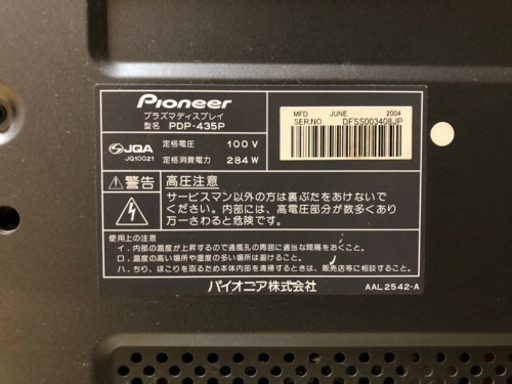 Pioneer
プラズマディスプレイ
型名 PDP-435P
JQA
JQ10021
定格電圧 100V
定格消費電力 284W
MFD JUNE 2004
SER.NO DFSS003408JP
警告 高圧注意
サービスマン以外の方は裏ぶたをあけないで
ください。内部には、高電圧部分が数多くあり
万一さわると危険です。
使用上の注意
イ.内部の温度が上昇するので通風孔の周囲に適当な間隔をおくこと。
ロ.温度の高い場所や湿度の多い場所は避けること。
ハ.ちり、ほこりを取るため本体内部を清掃するときは、販売店等に相談すること。
パイオニア株式会社
AAL2542-A